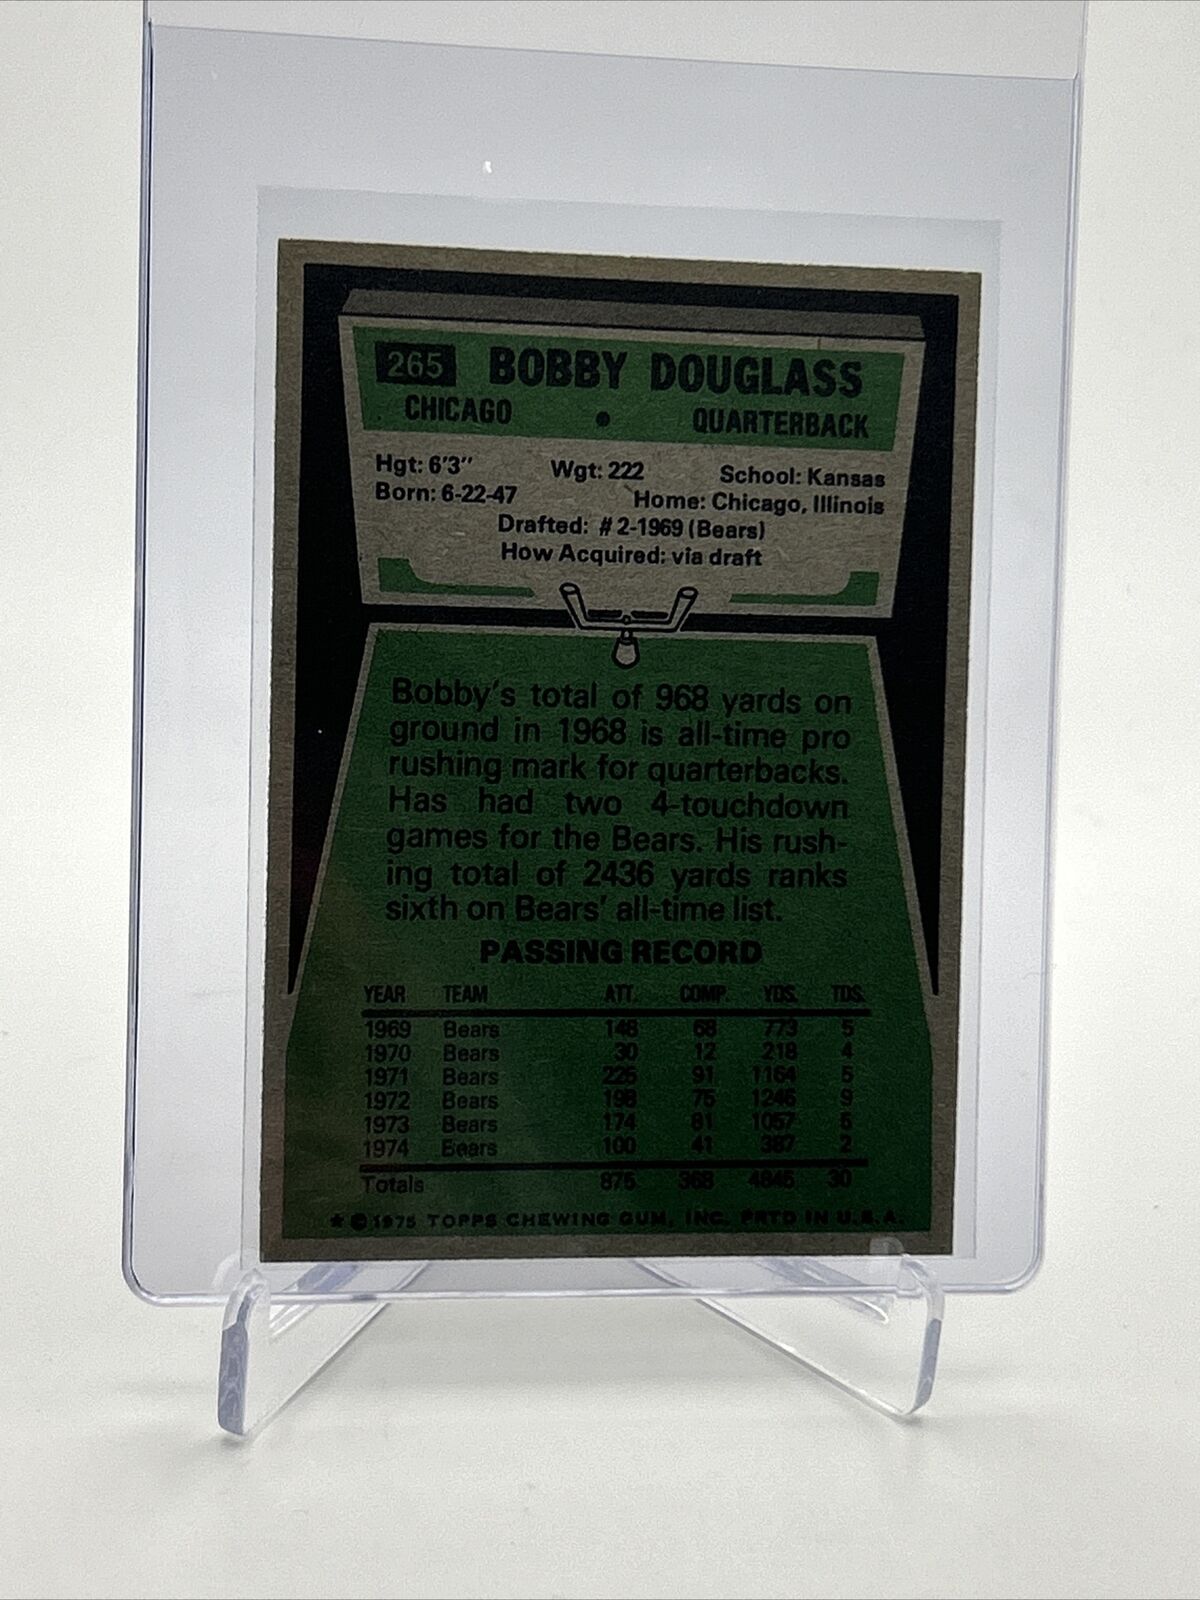 265 BOBBY DOUGLASS
CHICAGO • QUARTERBACK
Hgt: 6'3" Wgt: 222 School: Kansas
Born: 6-22-47 Home: Chicago, Illinois
Drafted: #2-1969 (Bears)
How Acquired: via draft
Bobby's total of 968 yards on
ground in 1968 is all-time pro
rushing mark for quarterbacks.
Has had two 4-touchdown
games for the Bears. His rush-
ing total of 2436 yards ranks
sixth on Bears' all-time list.
PASSING RECORD
YEAR TEAM ATT. COMP. YDS. TDS.
1969 Bears 148 68 773 5
1970 Bears 30 12 218 4
1971 Bears 225 91 1164 5
1972 Bears 198 75 1246 9
1973 Bears 174 81 1057 5
1974 Bears 100 41 387 2
Totals 875 368 4845 30
★ © 1975 TOPPS CHEWING GUM, INC. PRTD IN U.S.A.